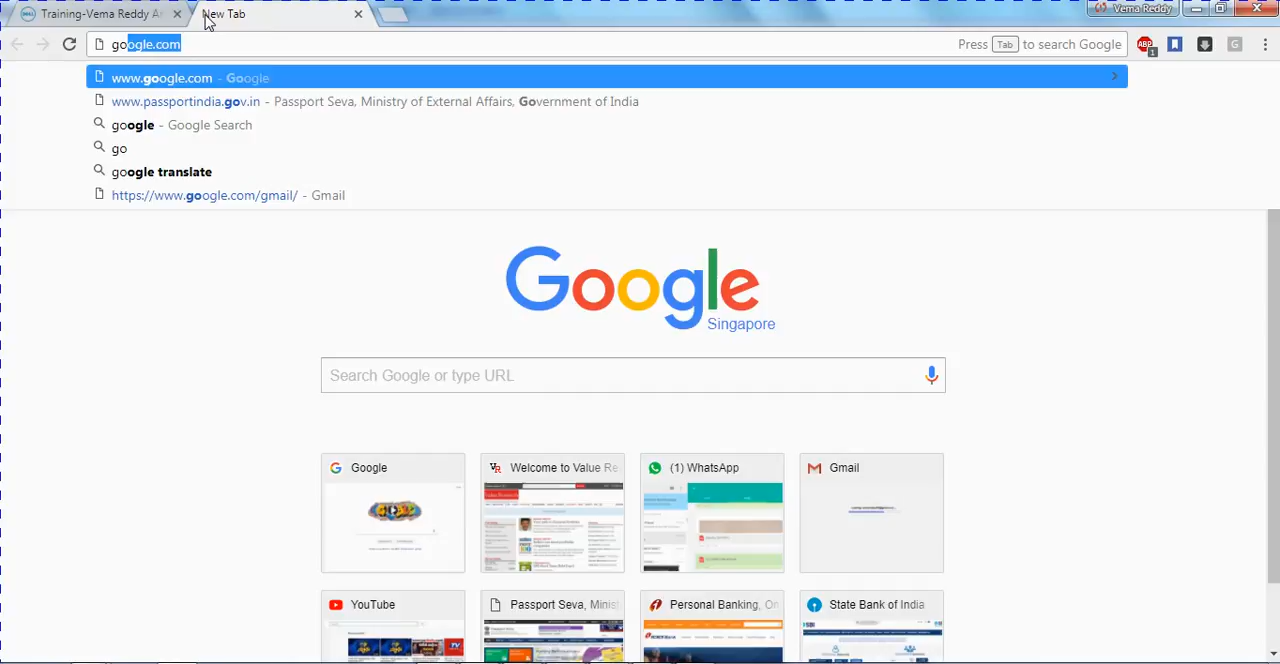 Training-Vema Reddy Ar
New Tab
Vema Reddy
google.com
Press Tab to search Google
1
G
www.google.com - Google
www.passportindia.gov.in - Passport Seva, Ministry of External Affairs, Government of India
google - Google Search
go
google translate
https://www.google.com/gmail/ - Gmail
Google
Singapore
Search Google or type URL
Google
Welcome to Value Re
(1) WhatsApp
Gmail
YouTube
Passport Seva, Minist
Personal Banking, On
State Bank of India